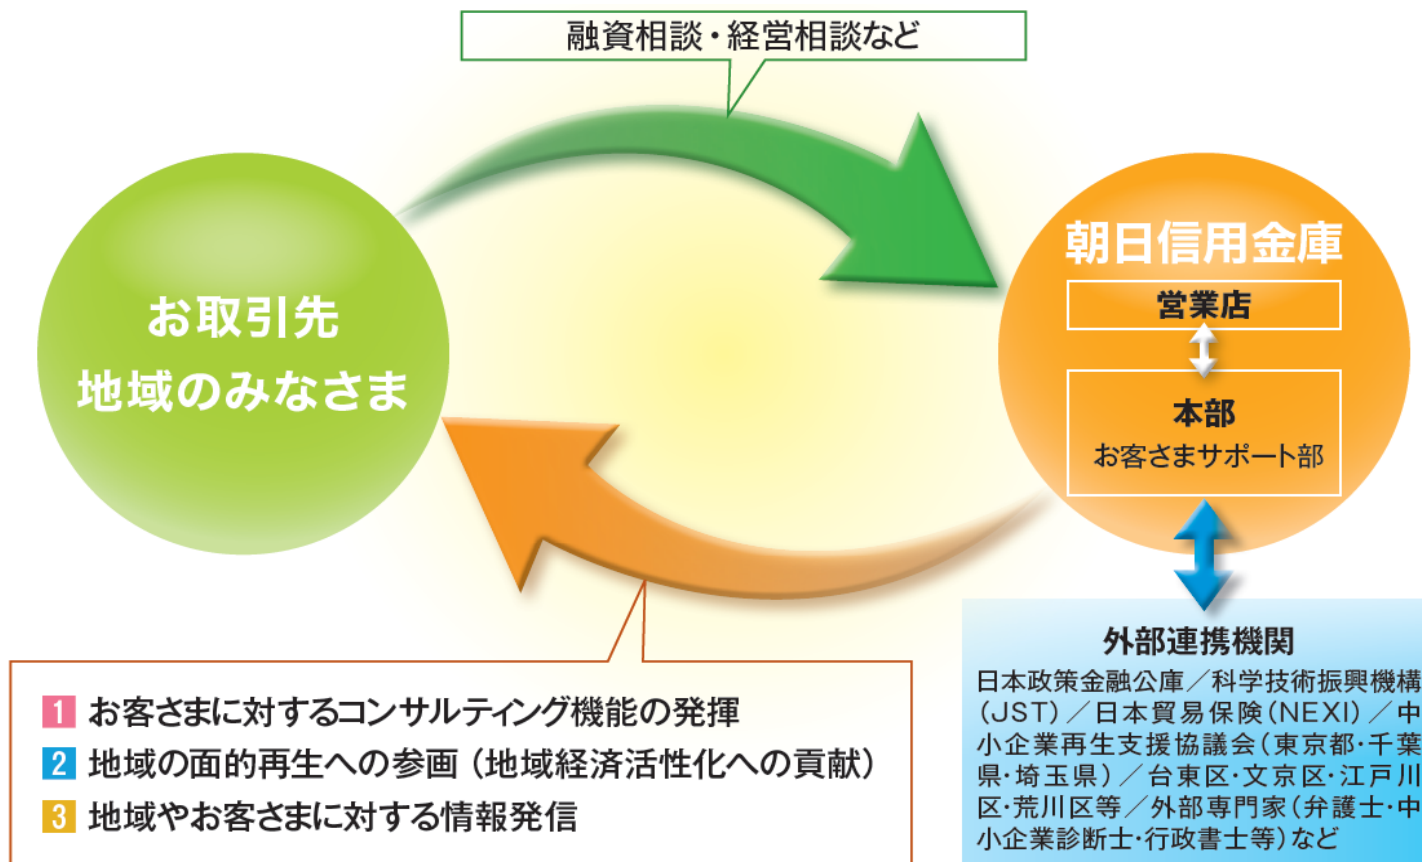 融資相談・経営相談など
お取引先
地域のみなさま
朝日信用金庫
営業店
本部
お客さまサポート部
1 お客さまに対するコンサルティング機能の発揮
2 地域の面的再生への参画（地域経済活性化への貢献）
3 地域やお客さまに対する情報発信
外部連携機関
日本政策金融公庫／科学技術振興機構
(JST)／日本貿易保険(NEXI)／中
小企業再生支援協議会(東京都・千葉
県・埼玉県)／台東区・文京区・江戸川
区・荒川区等／外部専門家(弁護士・中
小企業診断士・行政書士等)など